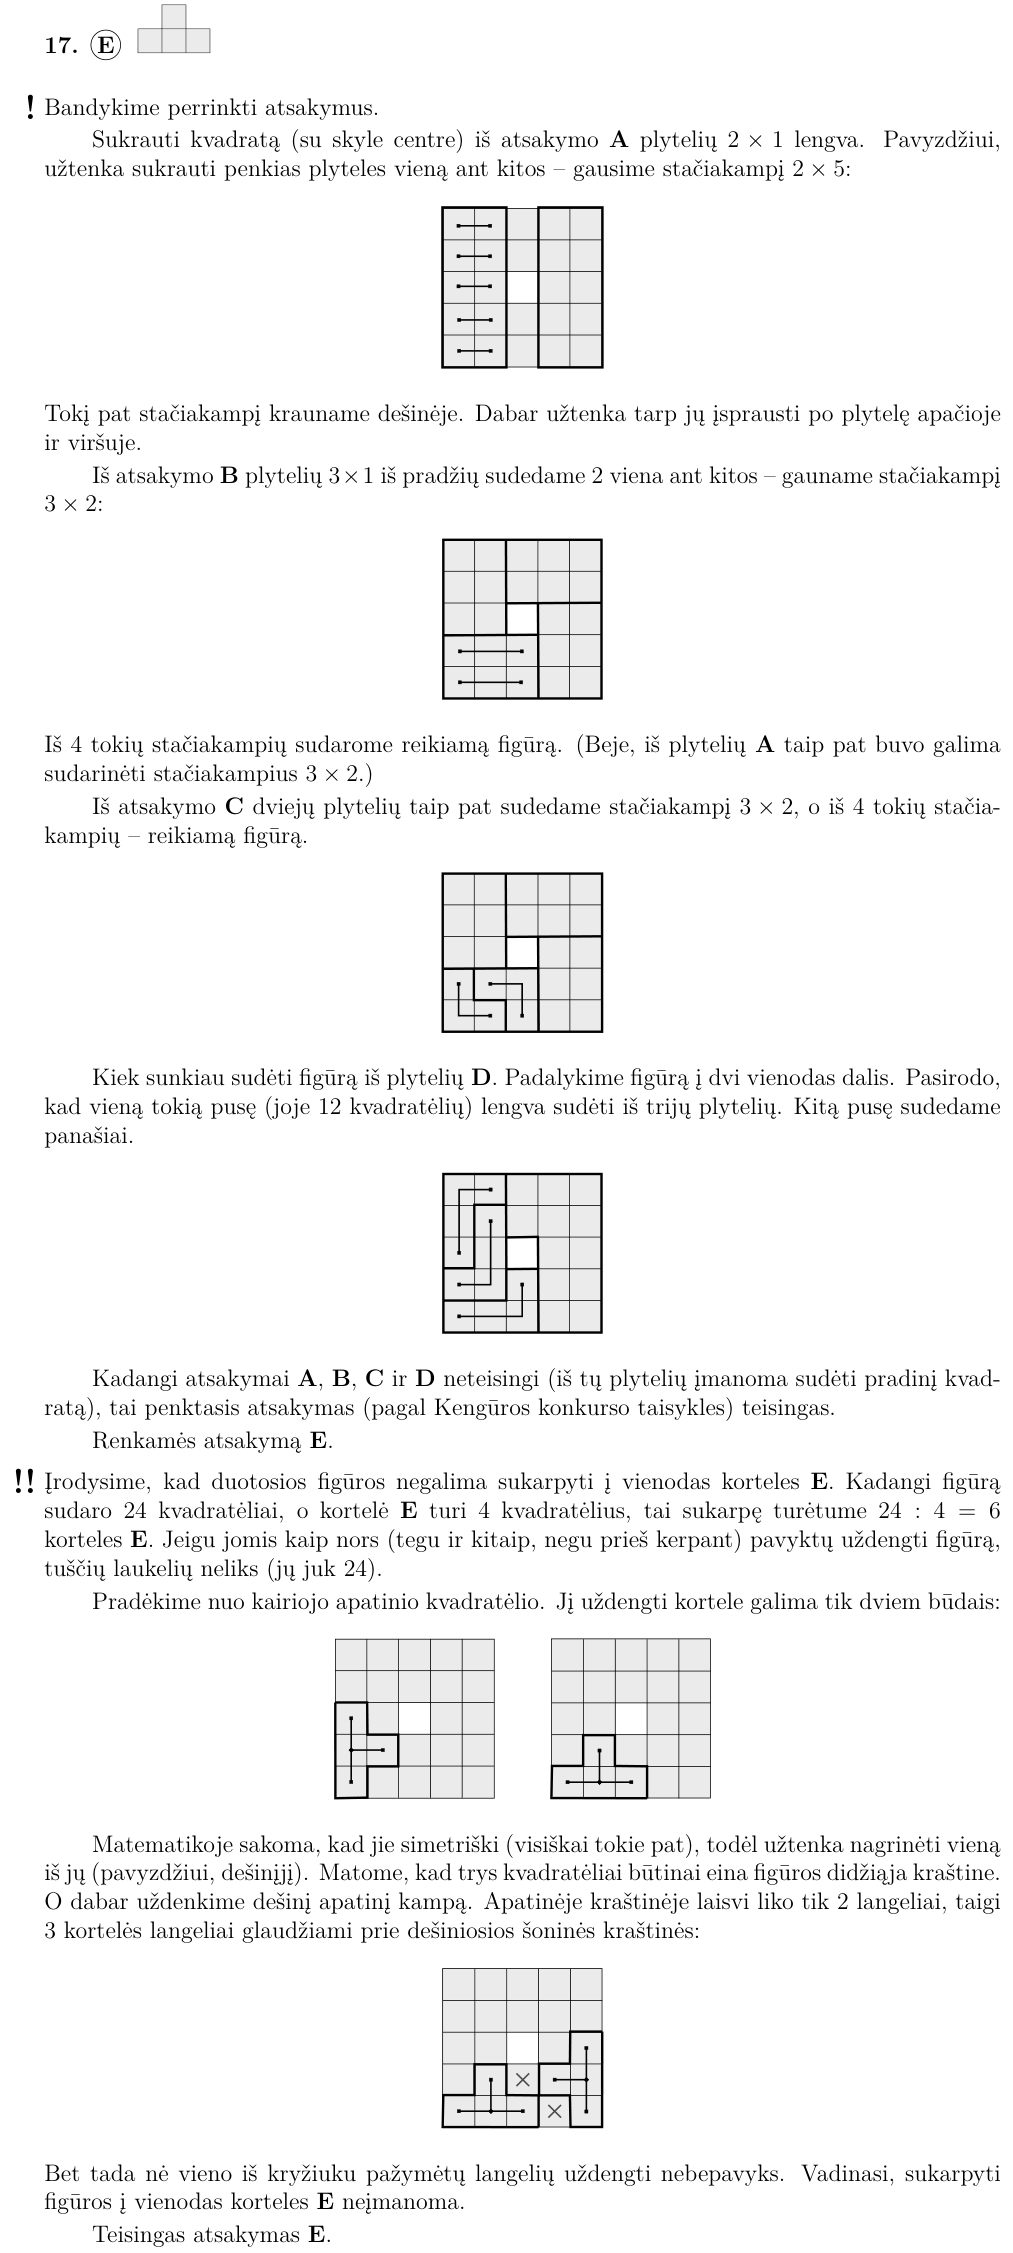 17. E
! Bandykime perrinkti atsakymus.
Sukrauti kvadratą (su skyle centre) iš atsakymo A plytelių 2 × 1 lengva. Pavyzdžiui,
užtenka sukrauti penkias plyteles vieną ant kitos – gausime stačiakampį 2 × 5:
Tokį pat stačiakampį krauname dešinėje. Dabar užtenka tarp jų įsprausti po plytelę apačioje
ir viršuje.
Iš atsakymo B plytelių 3×1 iš pradžių sudedame 2 viena ant kitos – gauname stačiakampį
3 × 2:
Iš 4 tokių stačiakampių sudarome reikiamą figūrą. (Beje, iš plytelių A taip pat buvo galima
sudarinėti stačiakampius 3 × 2.)
Iš atsakymo C dviejų plytelių taip pat sudedame stačiakampį 3 × 2, o iš 4 tokių stačia-
kampių – reikiamą figūrą.
Kiek sunkiau sudėti figūrą iš plytelių D. Padalykime figūrą į dvi vienodas dalis. Pasirodo,
kad vieną tokią pusę (joje 12 kvadratėlių) lengva sudėti iš trijų plytelių. Kitą pusę sudedame
panašiai.
Kadangi atsakymai A, B, C ir D neteisingi (iš tų plytelių įmanoma sudėti pradinį kvad-
ratą), tai penktasis atsakymas (pagal Kengūros konkurso taisykles) teisingas.
Renkamės atsakymą E.
!! Įrodysime, kad duotosios figūros negalima sukarpyti į vienodas korteles E. Kadangi figūrą
sudaro 24 kvadratėliai, o kortelė E turi 4 kvadratėlius, tai sukarpę turėtume 24 : 4 = 6
korteles E. Jeigu jomis kaip nors (tegu ir kitaip, negu prieš kerpant) pavyktų uždengti figūrą,
tuščių laukelių neliks (jų juk 24).
Pradėkime nuo kairiojo apatinio kvadratėlio. Jį uždengti kortele galima tik dviem būdais:
Matematikoje sakoma, kad jie simetriški (visiškai tokie pat), todėl užtenka nagrinėti vieną
iš jų (pavyzdžiui, dešinįjį). Matome, kad trys kvadratėliai būtinai eina figūros didžiąja kraštine.
O dabar uždenkime dešinį apatinį kampą. Apatinėje kraštinėje laisvi liko tik 2 langeliai, taigi
3 kortelės langeliai glaudžiami prie dešiniosios šoninės kraštinės:
Bet tada nė vieno iš kryžiuku pažymėtų langelių uždengti nebepavyks. Vadinasi, sukarpyti
figūros į vienodas korteles E neįmanoma.
Teisingas atsakymas E.